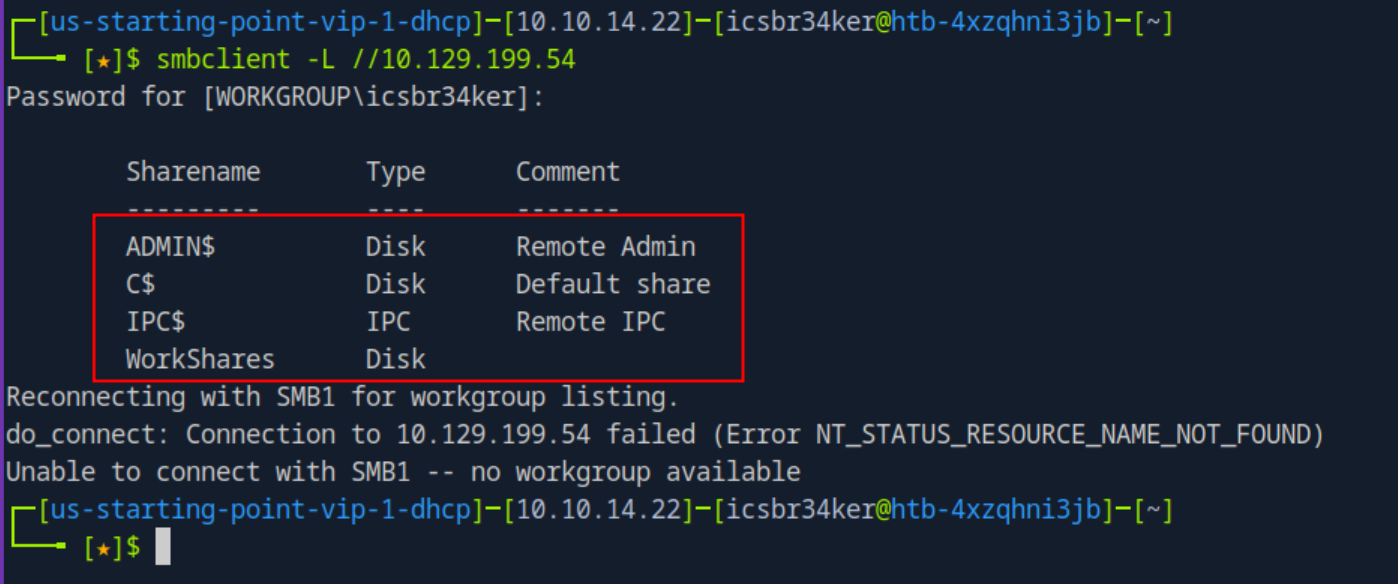 [us-starting-point-vip-1-dhcp]-[10.10.14.22]-[icsbr34ker@htb-4xzqhni3jb]-[~]
[★]$ smbclient -L //10.129.199.54
Password for [WORKGROUP\icsbr34ker]:
Sharename Type Comment
--------- ---- -------
ADMIN$ Disk Remote Admin
C$ Disk Default share
IPC$ IPC Remote IPC
WorkShares Disk
Reconnecting with SMB1 for workgroup listing.
do_connect: Connection to 10.129.199.54 failed (Error NT_STATUS_RESOURCE_NAME_NOT_FOUND)
Unable to connect with SMB1 -- no workgroup available
[us-starting-point-vip-1-dhcp]-[10.10.14.22]-[icsbr34ker@htb-4xzqhni3jb]-[~]
[★]$